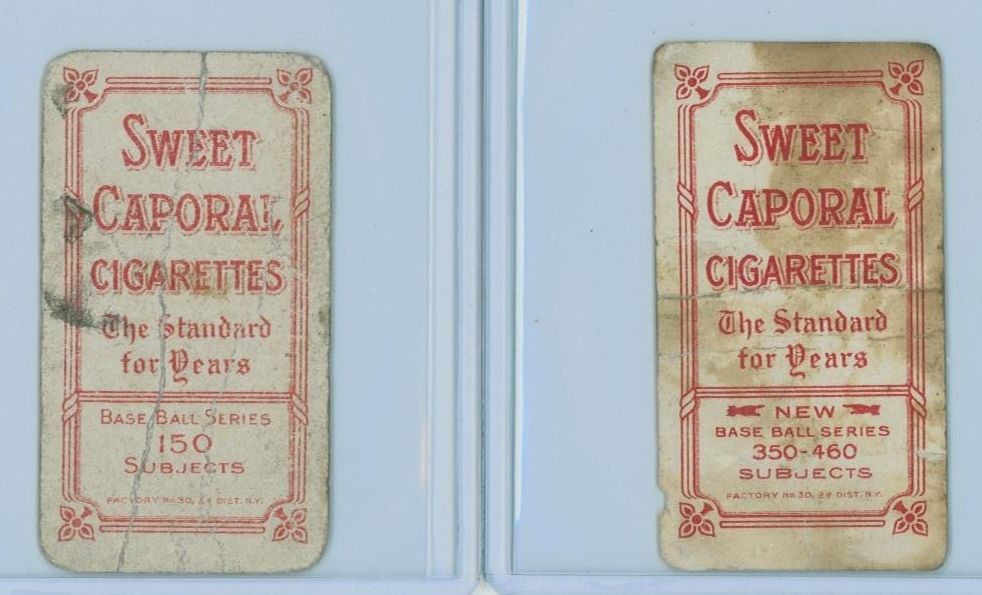 SWEET
CAPORAL
CIGARETTES
The Standard
for Years
BASE BALL SERIES
150
SUBJECTS
FACTORY No. 30, 2d DIST. N.Y.
SWEET
CAPORAL
CIGARETTES
The Standard
for Years
NEW
BASE BALL SERIES
350-460
SUBJECTS
FACTORY No. 30, 2d DIST. N.Y.